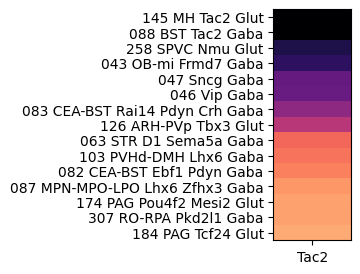 145 MH Tac2 Glut
088 BST Tac2 Gaba
258 SPVC Nmu Glut
043 OB-mi Frmd7 Gaba
047 Sncg Gaba
046 Vip Gaba
083 CEA-BST Rai14 Pdyn Crh Gaba
126 ARH-PVp Tbx3 Glut
063 STR D1 Sema5a Gaba
103 PVHd-DMH Lhx6 Gaba
082 CEA-BST Ebf1 Pdyn Gaba
087 MPN-MPO-LPO Lhx6 Zfhx3 Gaba
174 PAG Pou4f2 Mesi2 Glut
307 RO-RPA Pkd2l1 Gaba
184 PAG Tcf24 Glut
Tac2